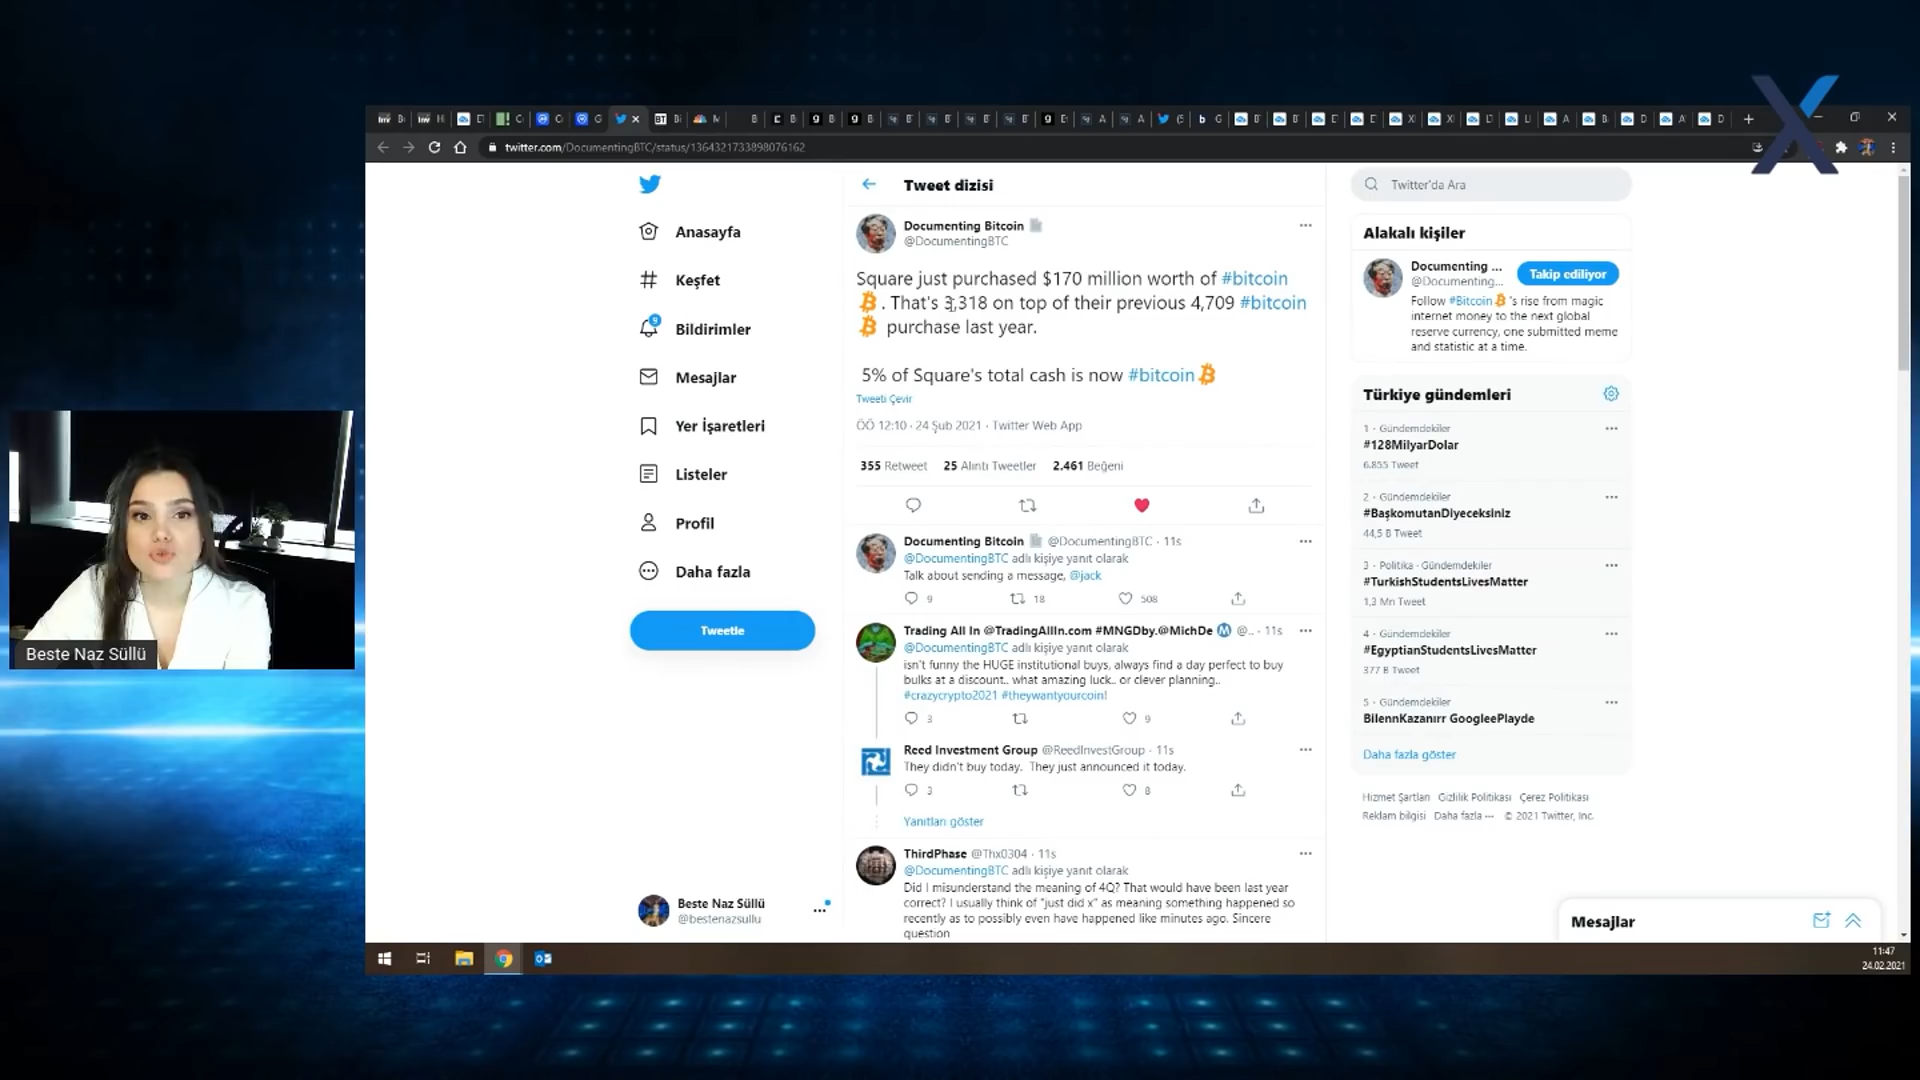 twitter.com/DocumentingBTC/status/1364321733898076162
Anasayfa
Keşfet
9
Bildirimler
Mesajlar
Yer İşaretleri
Listeler
Profil
Daha fazla
Tweetle
Beste Naz Süllü
@bestenazsullu
Beste Naz Süllü
Tweet dizisi
Documenting Bitcoin
@DocumentingBTC
Square just purchased $170 million worth of #bitcoin
. That's 3,318 on top of their previous 4,709 #bitcoin
purchase last year.
5% of Square's total cash is now #bitcoin
Tweeti Çevir
ÖÖ 12:10 · 24 Şub 2021 · Twitter Web App
355 Retweet 25 Alıntı Tweetler 2.461 Beğeni
Documenting Bitcoin @DocumentingBTC · 11s
@DocumentingBTC adlı kişiye yanıt olarak
Talk about sending a message, @jack
9 18 508
Trading All In @TradingAllIn.com #MNGDby.@MichDe @.. · 11s
@DocumentingBTC adlı kişiye yanıt olarak
isn't funny the HUGE institutional buys, always find a day perfect to buy
bulks at a discount.. what amazing luck.. or clever planning..
#crazycrypto2021 #theywantyourcoin!
3 9
Reed Investment Group @ReedInvestGroup · 11s
They didn't buy today. They just announced it today.
3 8
Yanıtları göster
ThirdPhase @Thx0304 · 11s
@DocumentingBTC adlı kişiye yanıt olarak
Did I misunderstand the meaning of 4Q? That would have been last year
correct? I usually think of "just did x" as meaning something happened so
recently as to possibly even have happened like minutes ago. Sincere
question
Twitter'da Ara
Alakalı kişiler
Documenting ...
@Documenting...
Takip ediliyor
Follow #Bitcoin 's rise from magic
internet money to the next global
reserve currency, one submitted meme
and statistic at a time.
Türkiye gündemleri
1 · Gündemdekiler
#128MilyarDolar
6.855 Tweet
2 · Gündemdekiler
#BaşkomutanDiyeceksiniz
44,5 B Tweet
3 · Politika · Gündemdekiler
#TurkishStudentsLivesMatter
1,3 Mn Tweet
4 · Gündemdekiler
#EgyptianStudentsLivesMatter
377 B Tweet
5 · Gündemdekiler
BilennKazanırr GoogleePlayde
Daha fazla göster
Hizmet Şartları Gizlilik Politikası Çerez Politikası
Reklam bilgisi Daha fazla ··· © 2021 Twitter, Inc.
Mesajlar
11:47
24.02.2021